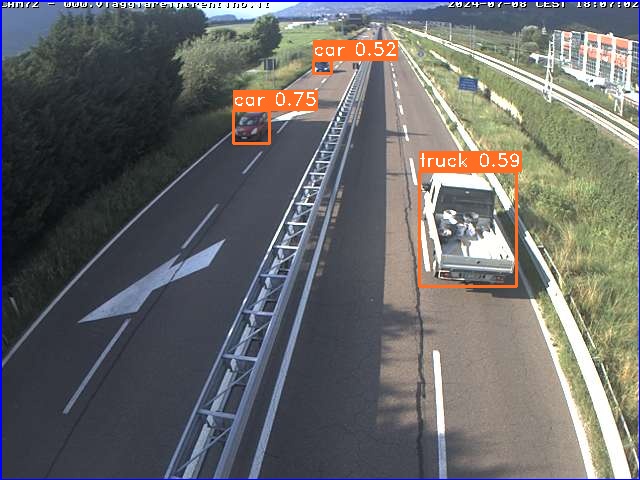 CAM72 - WWW.viaggiareintrentino.it
2024-07-08 CEST 18:07:02
car 0.52
car 0.75
truck 0.59